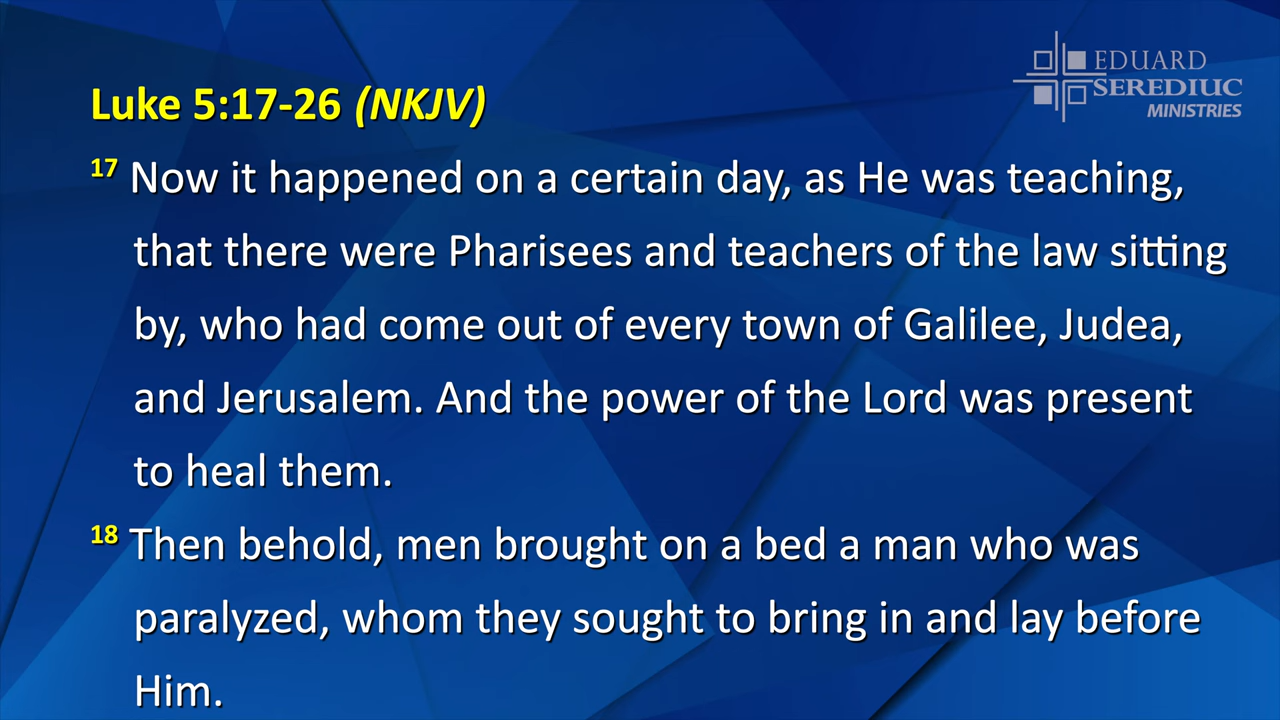 EDUARD
SEREDIUC
MINISTRIES
Luke 5:17-26 (NKJV)
17 Now it happened on a certain day, as He was teaching,
that there were Pharisees and teachers of the law sitting
by, who had come out of every town of Galilee, Judea,
and Jerusalem. And the power of the Lord was present
to heal them.
18 Then behold, men brought on a bed a man who was
paralyzed, whom they sought to bring in and lay before
Him.